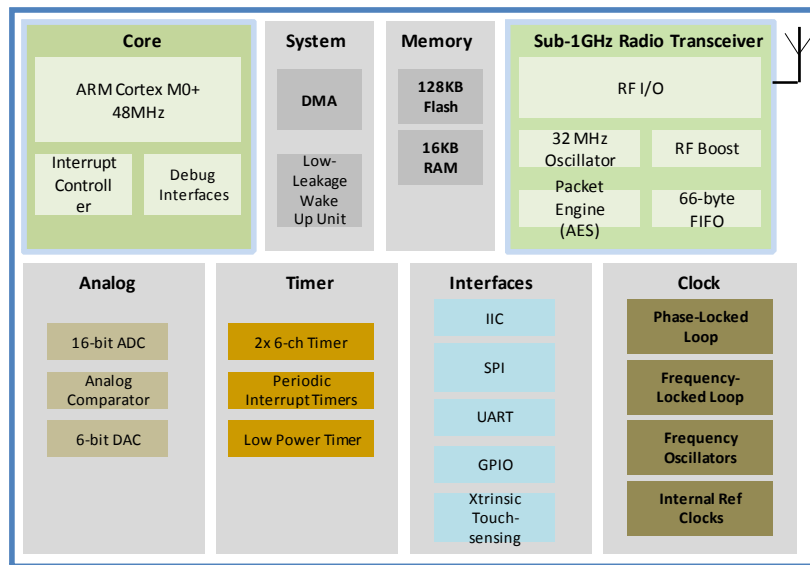 Core
ARM Cortex M0+
48MHz
Interrupt
Controll
er
Debug
Interfaces
System
DMA
Low-
Leakage
Wake
Up Unit
Memory
128KB
Flash
16KB
RAM
Sub-1GHz Radio Transceiver
RF I/O
32 MHz
Oscillator
RF Boost
Packet
Engine
(AES)
66-byte
FIFO
Analog
16-bit ADC
Analog
Comparator
6-bit DAC
Timer
2x 6-ch Timer
Periodic
Interrupt Timers
Low Power Timer
Interfaces
IIC
SPI
UART
GPIO
Xtrinsic
Touch-
sensing
Clock
Phase-Locked
Loop
Frequency-
Locked Loop
Frequency
Oscillators
Internal Ref
Clocks